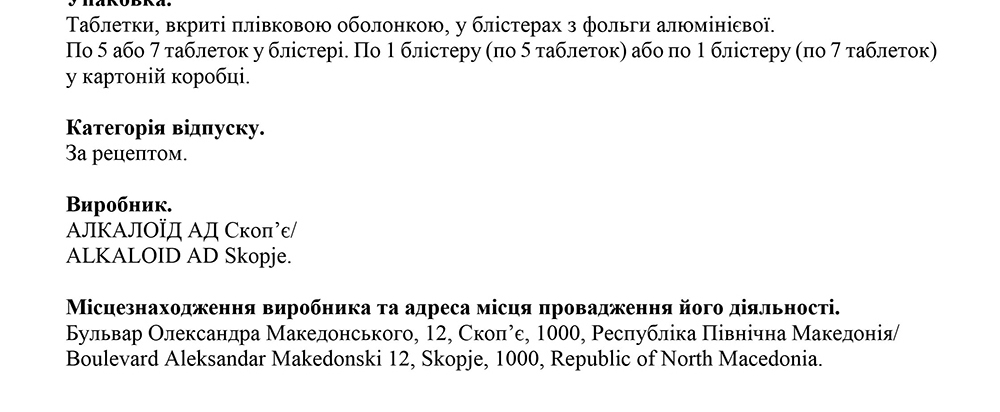 Упаковка.
Таблетки, вкриті плівковою оболонкою, у блістерах з фольги алюмінієвої.
По 5 або 7 таблеток у блістері. По 1 блістеру (по 5 таблеток) або по 1 блістеру (по 7 таблеток)
у картоній коробці.
Категорія відпуску.
За рецептом.
Виробник.
АЛКАЛОЇД АД Скоп’є/
ALKALOID AD Skopje.
Місцезнаходження виробника та адреса місця провадження його діяльності.
Бульвар Олександра Македонського, 12, Скоп’є, 1000, Республіка Північна Македонія/
Boulevard Aleksandar Makedonski 12, Skopje, 1000, Republic of North Macedonia.